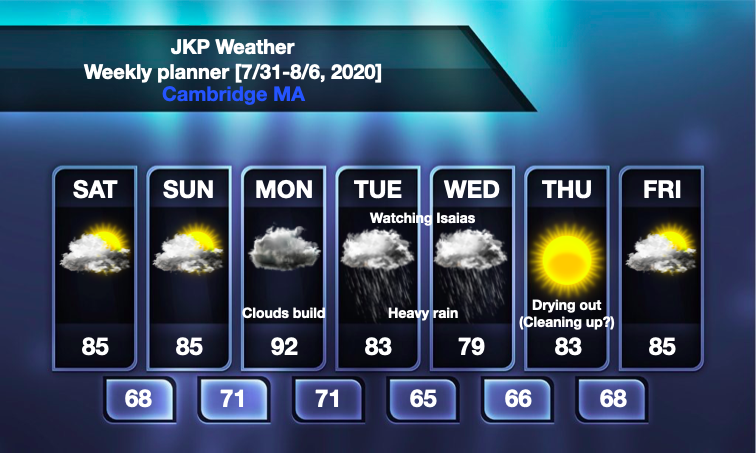 JKP Weather
Weekly planner [7/31-8/6, 2020]
Cambridge MA
SAT SUN MON TUE WED THU FRI
Watching Isaias
Clouds build
Heavy rain
Drying out
(Cleaning up?)
85 85 92 83 79 83 85
68 71 71 65 66 68